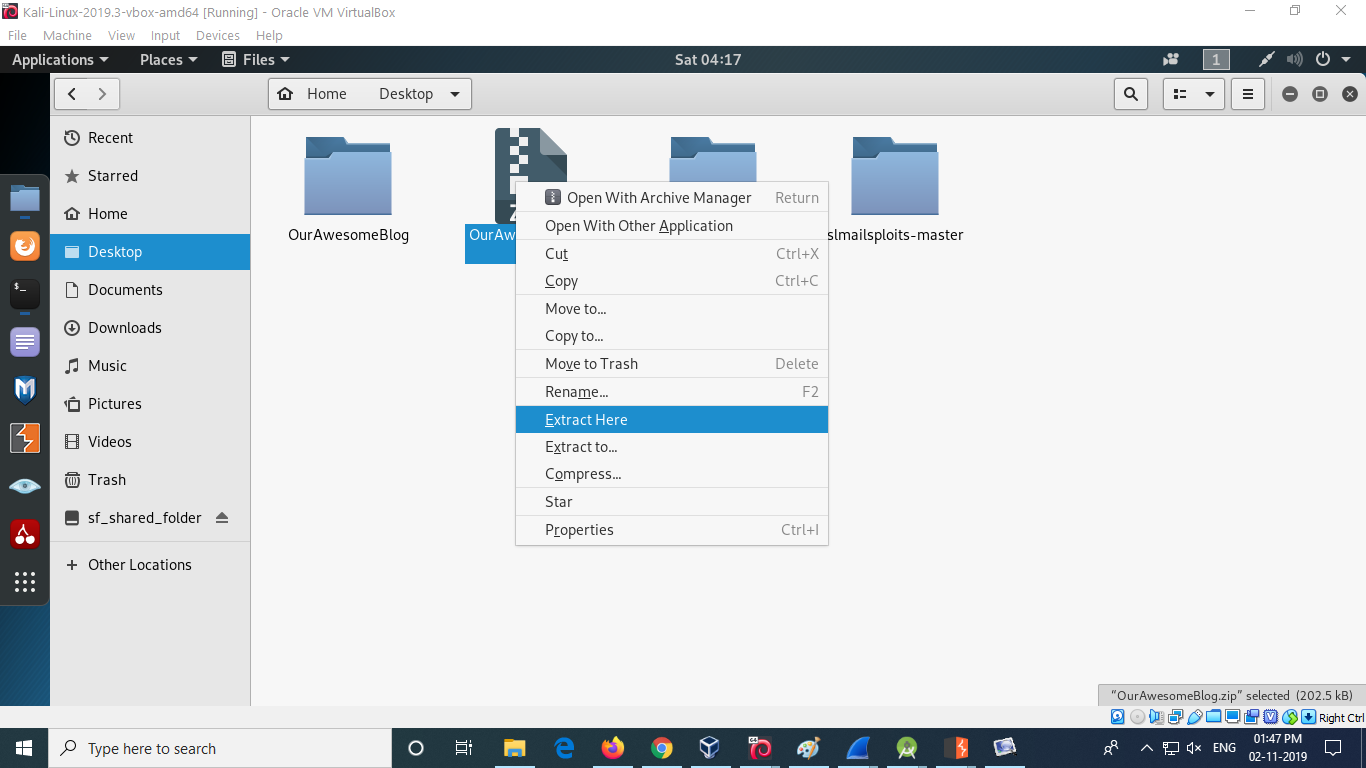 Kali-Linux-2019.3-vbox-amd64 [Running] - Oracle VM VirtualBox
File Machine View Input Devices Help
Applications Places Files Sat 04:17 1
Home Desktop
Recent
Starred
Home
Desktop
Documents
Downloads
Music
Pictures
Videos
Trash
sf_shared_folder
Other Locations
OurAwesomeBlog
OurAw
slmailsploits-master
Open With Archive Manager Return
Open With Other Application
Cut Ctrl+X
Copy Ctrl+C
Move to...
Copy to...
Move to Trash Delete
Rename... F2
Extract Here
Extract to...
Compress...
Star
Properties Ctrl+I
“OurAwesomeBlog.zip” selected (202.5 kB)
Right Ctrl
Type here to search
ENG
01:47 PM
02-11-2019